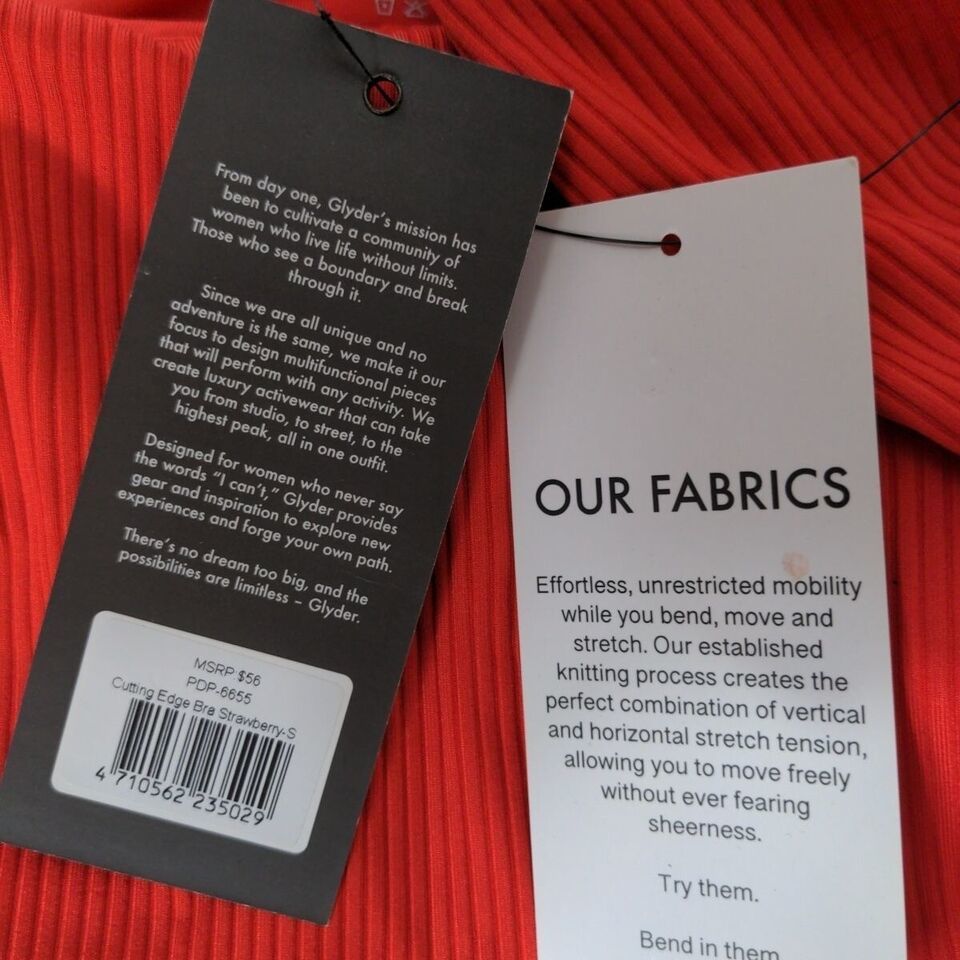 From day one, Glyder's mission has
been to cultivate a community of
women who live life without limits.
Those who see a boundary and break
through it.
Since we are all unique and no
adventure is the same, we make it our
focus to design multifunctional pieces
that will perform with any activity. We
create luxury activewear that can take
you from studio, to street, to the
highest peak, all in one outfit.
Designed for women who never say
the words "I can't," Glyder provides
gear and inspiration to explore new
experiences and forge your own path.
There's no dream too big, and the
possibilities are limitless – Glyder.
MSRP:$56
PDP-6655
Cutting Edge Bra Strawberry-S
4 710562 235029
OUR FABRICS
Effortless, unrestricted mobility
while you bend, move and
stretch. Our established
knitting process creates the
perfect combination of vertical
and horizontal stretch tension,
allowing you to move freely
without ever fearing
sheerness.
Try them.
Bend in them